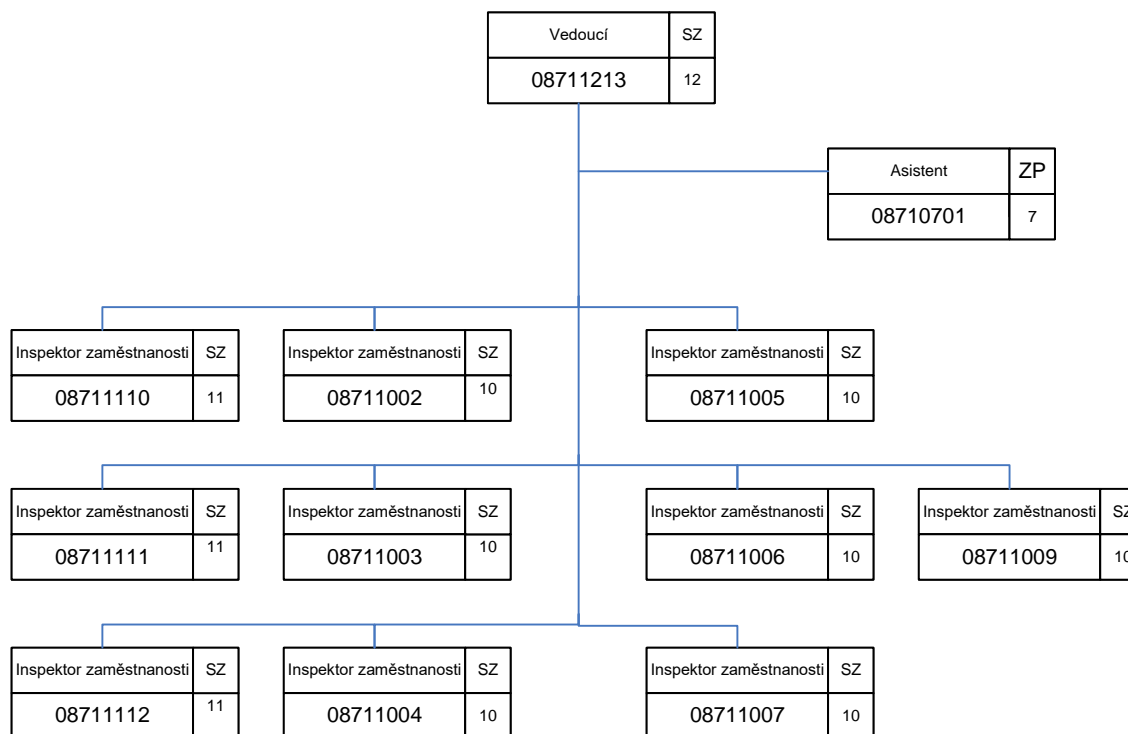 Vedoucí SZ
08711213 12
Asistent ZP
08710701 7
Inspektor zaměstnanosti SZ Inspektor zaměstnanosti SZ Inspektor zaměstnanosti SZ
08711110 11 08711002 10 08711005 10
Inspektor zaměstnanosti SZ Inspektor zaměstnanosti SZ Inspektor zaměstnanosti SZ Inspektor zaměstnanosti SZ
08711111 11 08711003 10 08711006 10 08711009 10
Inspektor zaměstnanosti SZ Inspektor zaměstnanosti SZ Inspektor zaměstnanosti SZ
08711112 11 08711004 10 08711007 10